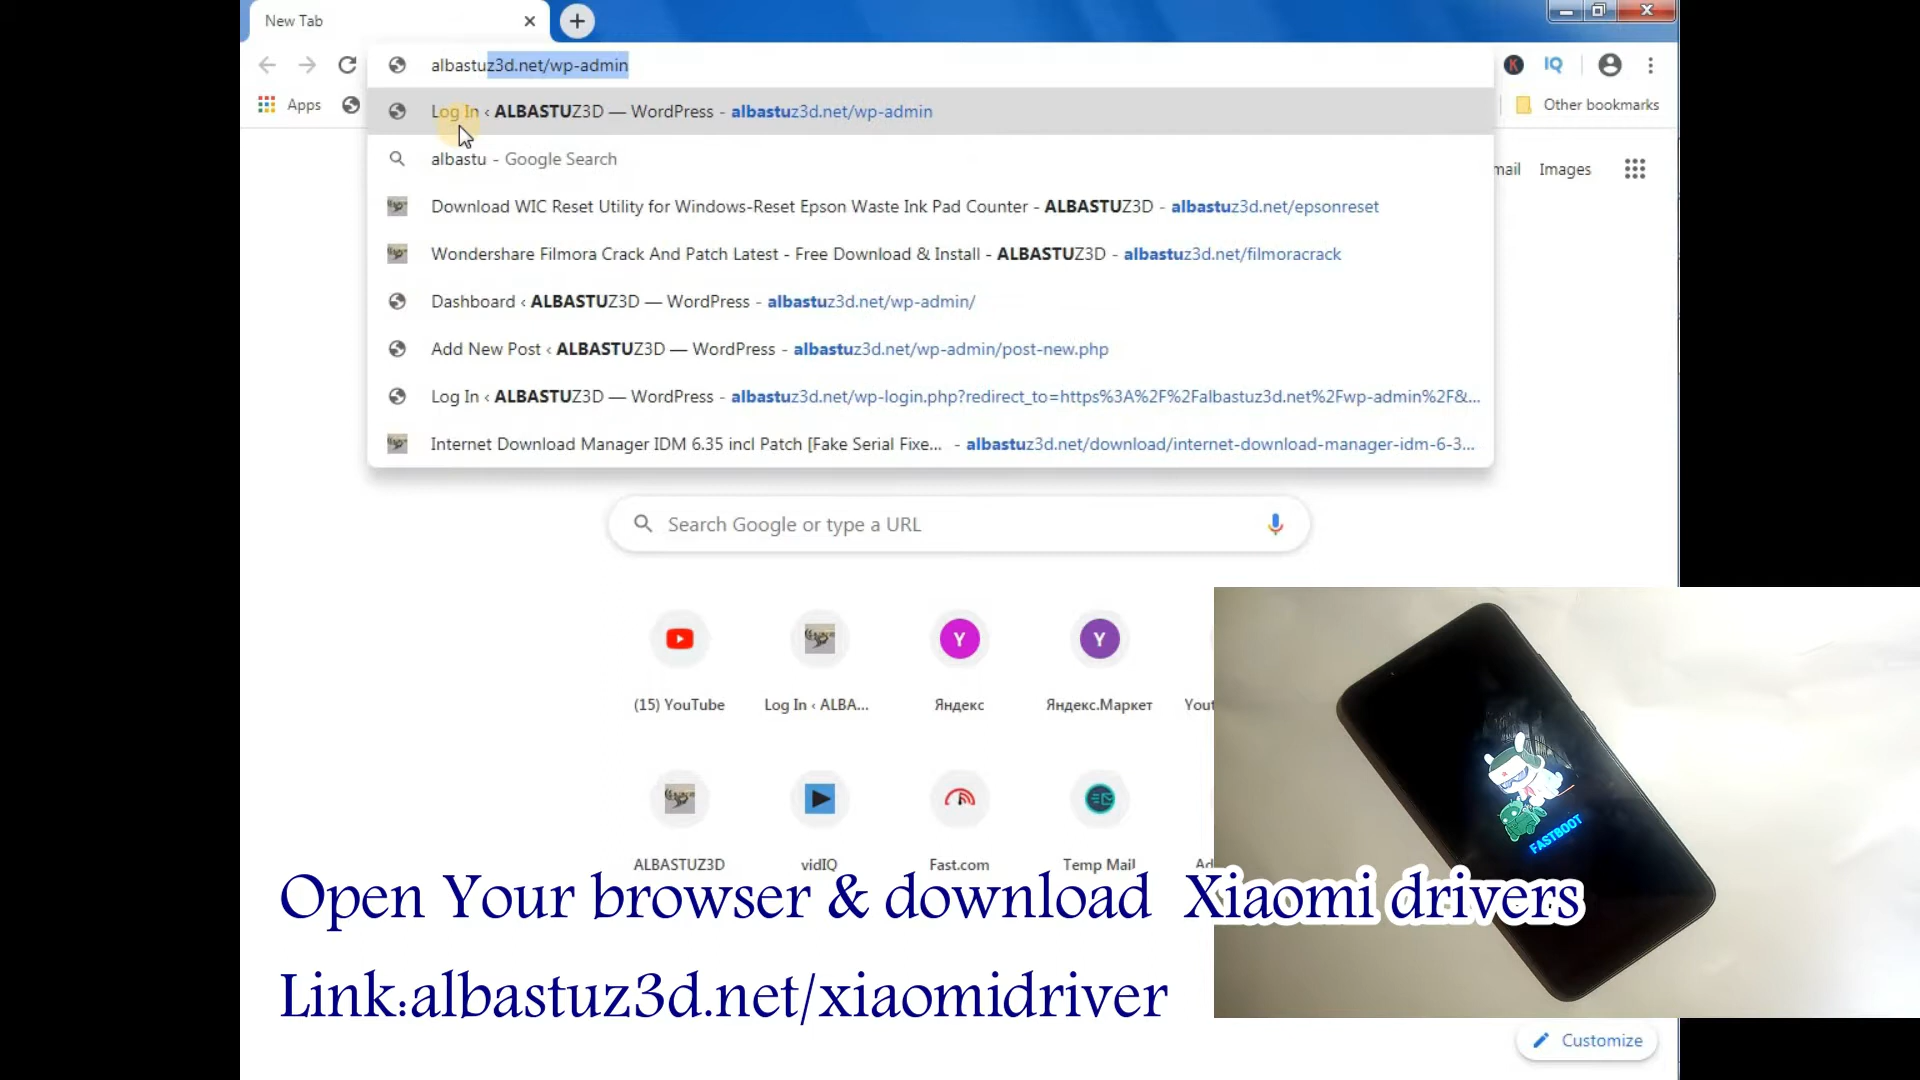 New Tab
albastuz3d.net/wp-admin
IQ
Apps
Other bookmarks
Log In ‹ ALBASTUZ3D — WordPress - albastuz3d.net/wp-admin
albastu - Google Search
mail Images
Download WIC Reset Utility for Windows-Reset Epson Waste Ink Pad Counter - ALBASTUZ3D - albastuz3d.net/epsonreset
Wondershare Filmora Crack And Patch Latest - Free Download & Install - ALBASTUZ3D - albastuz3d.net/filmoracrack
Dashboard ‹ ALBASTUZ3D — WordPress - albastuz3d.net/wp-admin/
Add New Post ‹ ALBASTUZ3D — WordPress - albastuz3d.net/wp-admin/post-new.php
Log In ‹ ALBASTUZ3D — WordPress - albastuz3d.net/wp-login.php?redirect_to=https%3A%2F%2Falbastuz3d.net%2Fwp-admin%2F&...
Internet Download Manager IDM 6.35 incl Patch [Fake Serial Fixe... - albastuz3d.net/download/internet-download-manager-idm-6-3...
Search Google or type a URL
Y Y
(15) YouTube Log In ‹ ALBA... Яндекс Яндекс.Маркет Yout
ALBASTUZ3D vidIQ Fast.com Temp Mail Ad
FASTBOOT
Open Your browser & download Xiaomi drivers
Link:albastuz3d.net/xiaomidriver
Customize